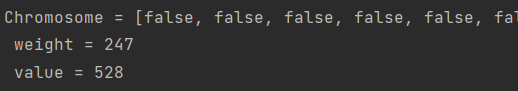 Chromosome = [false, false, false, false, false,
weight = 247
value = 528